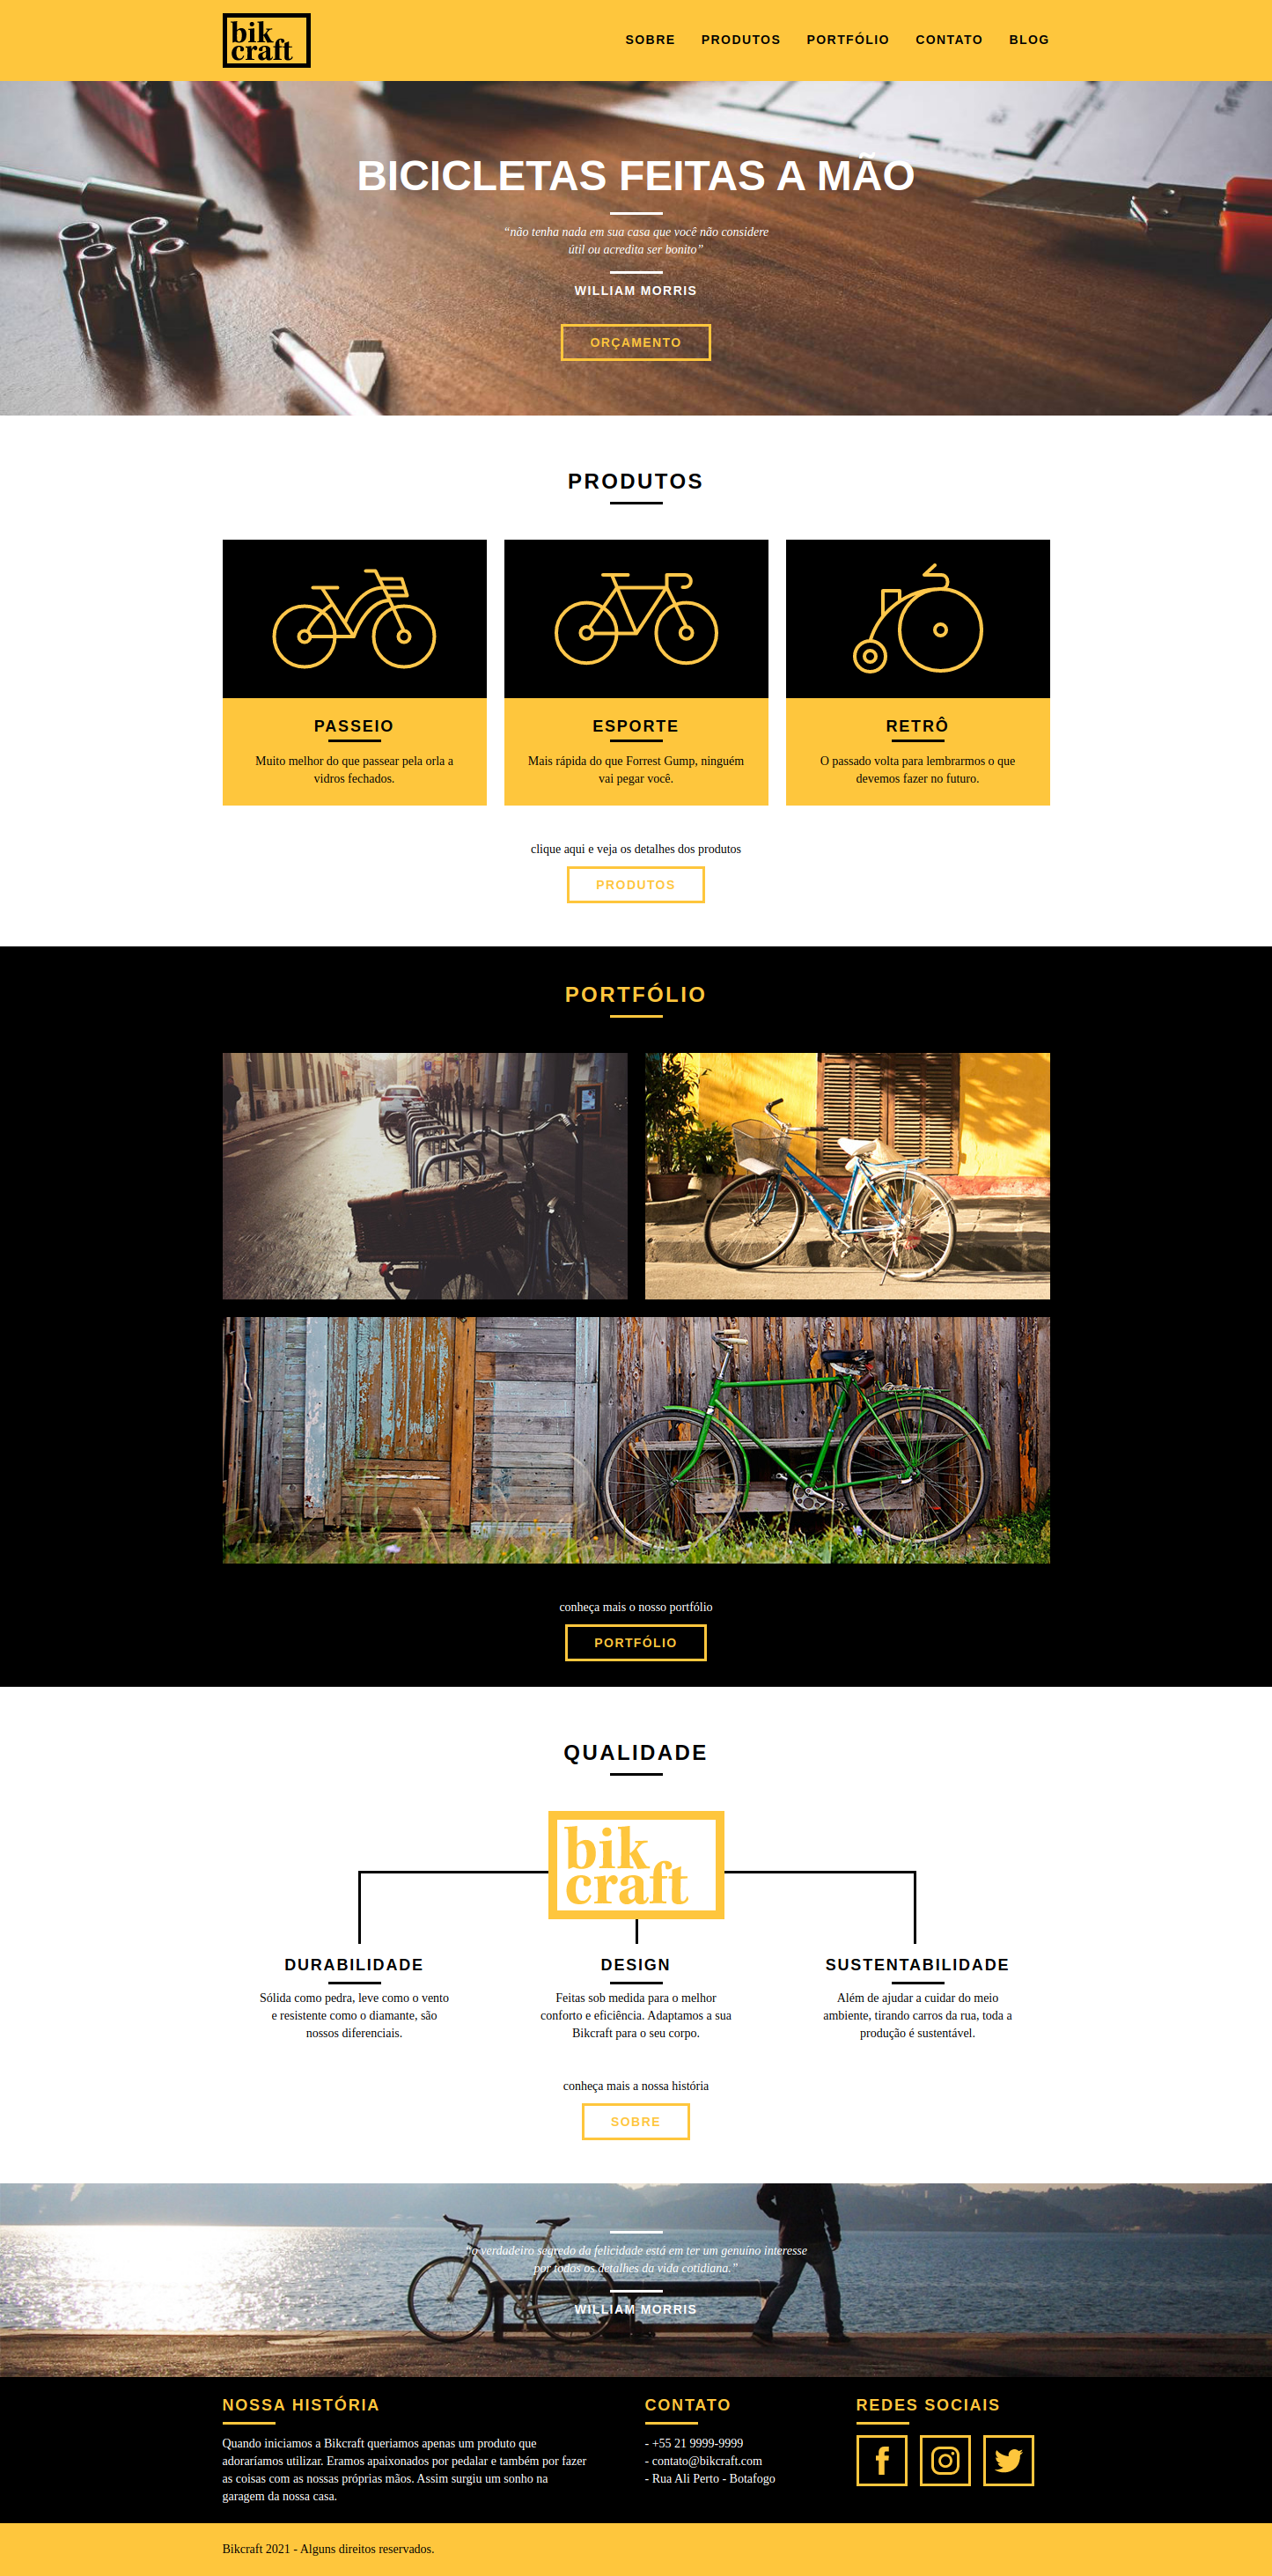 bik
craft
SOBRE PRODUTOS PORTFÓLIO CONTATO BLOG
BICICLETAS FEITAS A MÃO
“não tenha nada em sua casa que você não considere
útil ou acredita ser bonito”
WILLIAM MORRIS
ORÇAMENTO
PRODUTOS
PASSEIO
Muito melhor do que passear pela orla a
vidros fechados.
ESPORTE
Mais rápida do que Forrest Gump, ninguém
vai pegar você.
RETRÔ
O passado volta para lembrarmos o que
devemos fazer no futuro.
clique aqui e veja os detalhes dos produtos
PRODUTOS
PORTFÓLIO
conheça mais o nosso portfólio
PORTFÓLIO
QUALIDADE
bik
craft
DURABILIDADE
Sólida como pedra, leve como o vento
e resistente como o diamante, são
nossos diferenciais.
DESIGN
Feitas sob medida para o melhor
conforto e eficiência. Adaptamos a sua
Bikcraft para o seu corpo.
SUSTENTABILIDADE
Além de ajudar a cuidar do meio
ambiente, tirando carros da rua, toda a
produção é sustentável.
conheça mais a nossa história
SOBRE
"o verdadeiro segredo da felicidade está em ter um genuíno interesse
por todos os detalhes da vida cotidiana."
WILLIAM MORRIS
NOSSA HISTÓRIA
Quando iniciamos a Bikcraft queriamos apenas um produto que
adoraríamos utilizar. Eramos apaixonados por pedalar e também por fazer
as coisas com as nossas próprias mãos. Assim surgiu um sonho na
garagem da nossa casa.
CONTATO
- +55 21 9999-9999
- contato@bikcraft.com
- Rua Ali Perto - Botafogo
REDES SOCIAIS
Bikcraft 2021 - Alguns direitos reservados.